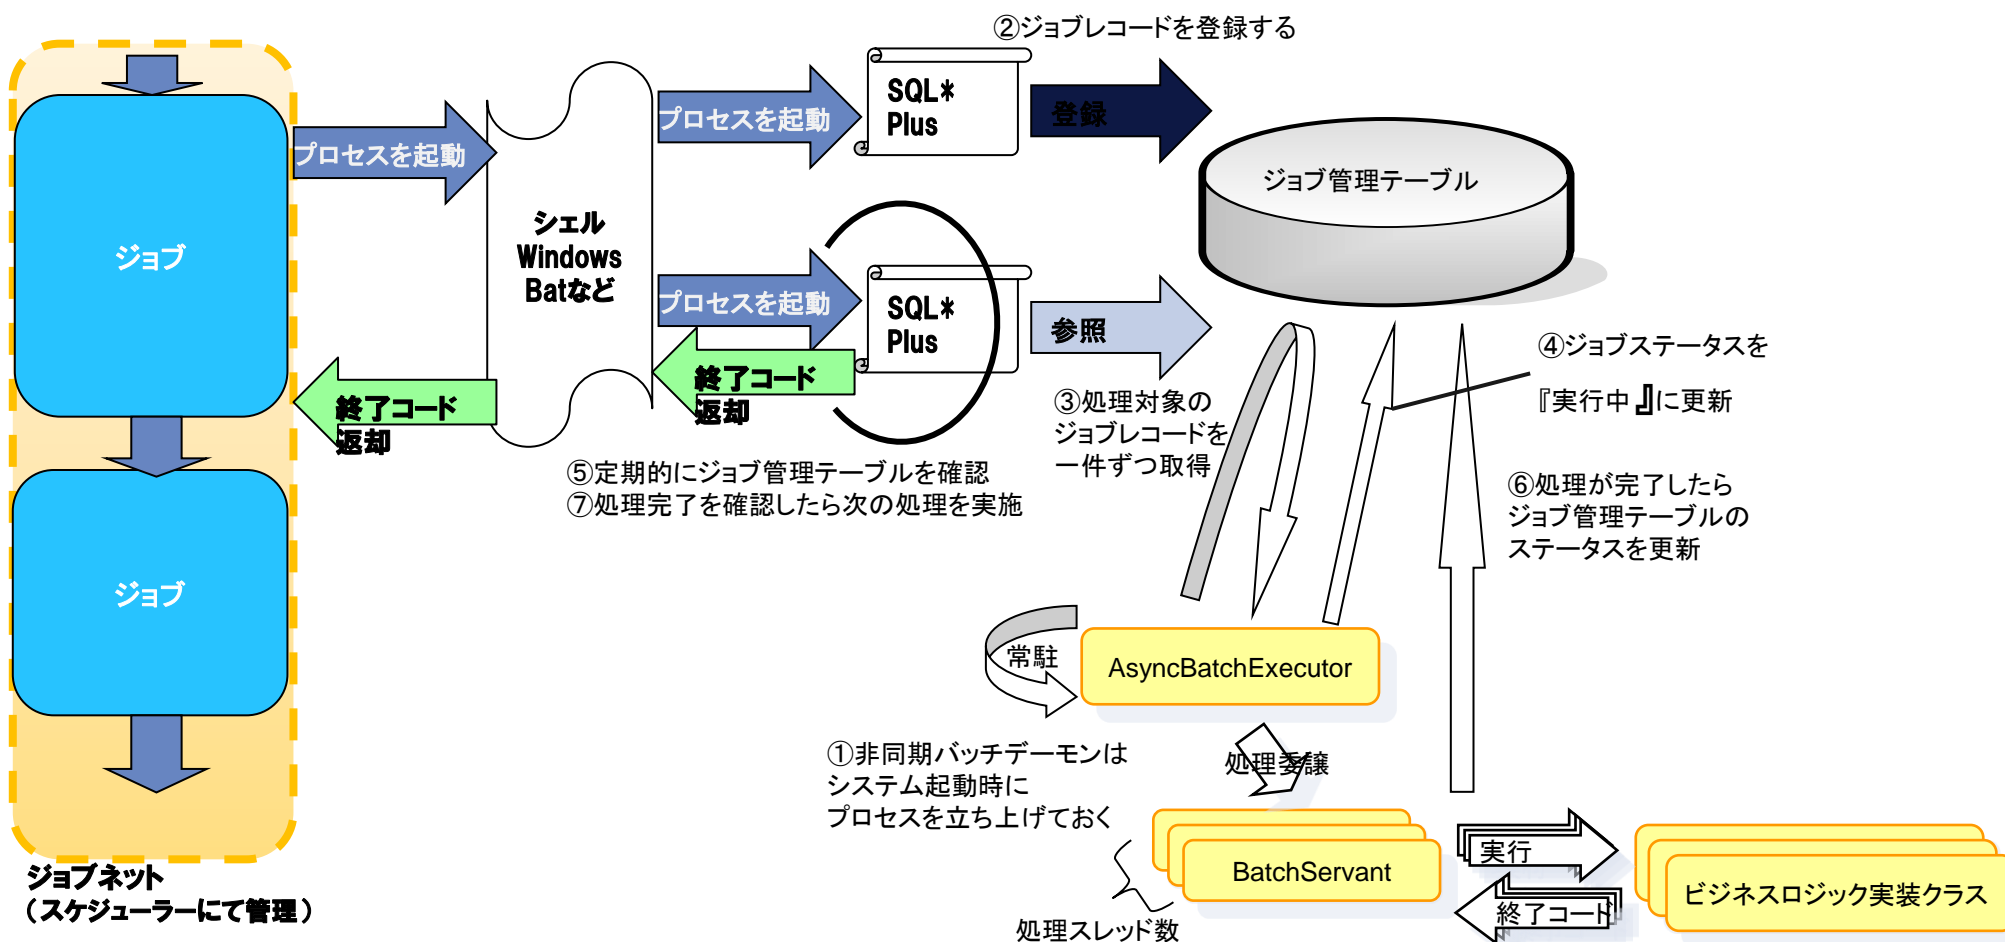 ②ジョブレコードを登録する
プロセスを起動
SQL*
Plus
登録
プロセスを起動
ジョブ管理テーブル
ジョブ
シェル
Windows
Batなど
プロセスを起動
SQL*
Plus
参照
終了コード
返却
終了コード
返却
③処理対象の
ジョブレコードを
一件ずつ取得
④ジョブステータスを
『実行中』に更新
⑤定期的にジョブ管理テーブルを確認
⑦処理完了を確認したら次の処理を実施
⑥処理が完了したら
ジョブ管理テーブルの
ステータスを更新
ジョブ
常駐
AsyncBatchExecutor
①非同期バッチデーモンは
システム起動時に
プロセスを立ち上げておく
処理委譲
BatchServant
実行
終了コード
ビジネスロジック実装クラス
処理スレッド数
ジョブネット
（スケジューラーにて管理）